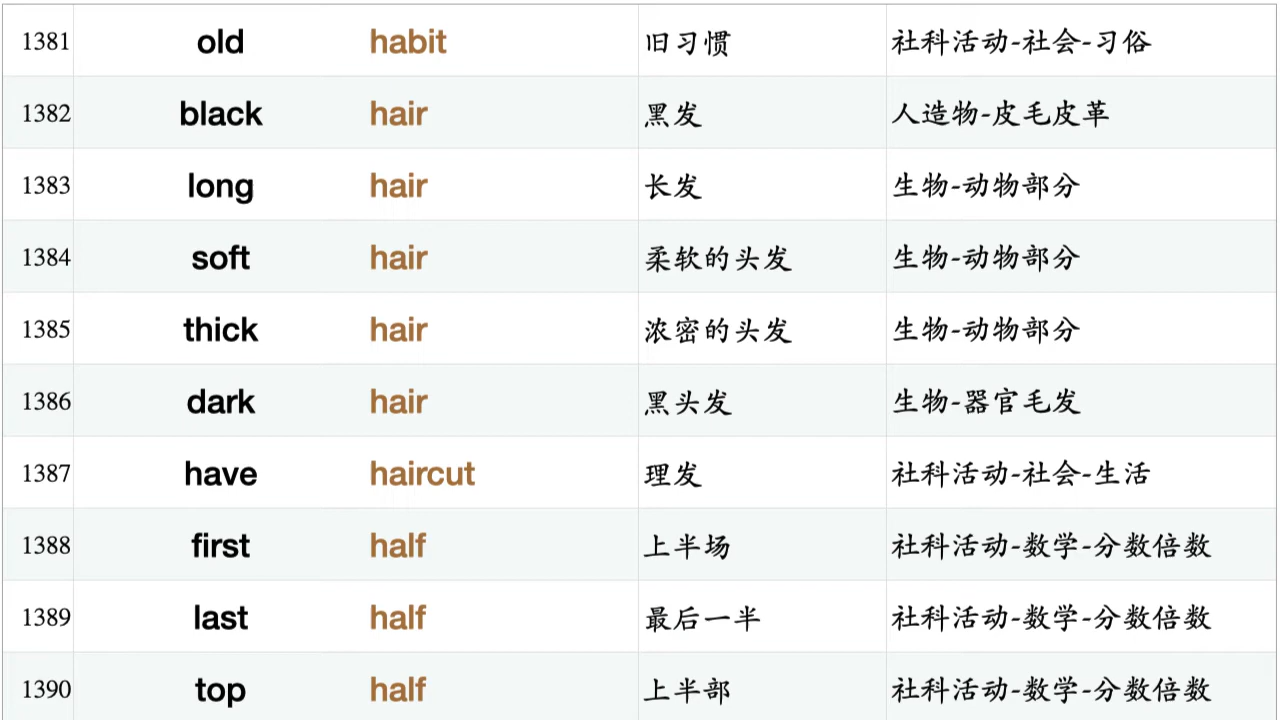 1381 old habit 旧习惯 社科活动-社会-习俗
1382 black hair 黑发 人造物-皮毛皮革
1383 long hair 长发 生物-动物部分
1384 soft hair 柔软的头发 生物-动物部分
1385 thick hair 浓密的头发 生物-动物部分
1386 dark hair 黑头发 生物-器官毛发
1387 have haircut 理发 社科活动-社会-生活
1388 first half 上半场 社科活动-数学-分数倍数
1389 last half 最后一半 社科活动-数学-分数倍数
1390 top half 上半部 社科活动-数学-分数倍数